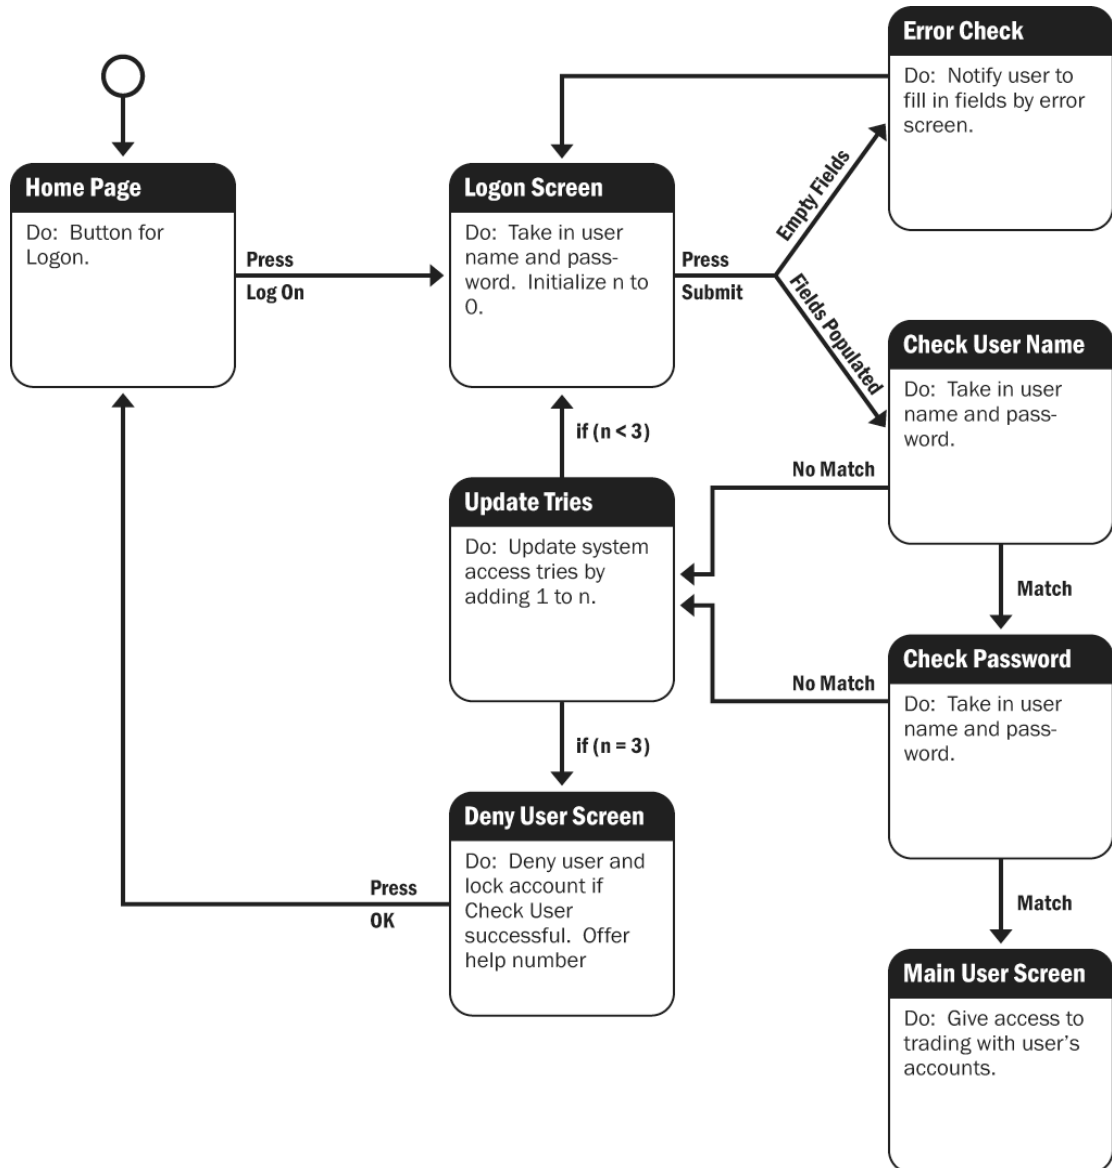 Error Check
Do: Notify user to
fill in fields by error
screen.
Home Page
Do: Button for
Logon.
Press
Log On
Logon Screen
Do: Take in user
name and pass-
word. Initialize n to
0.
Press
Submit
Empty Fields
Fields Populated
Check User Name
Do: Take in user
name and pass-
word.
if (n < 3)
No Match
Update Tries
Do: Update system
access tries by
adding 1 to n.
Match
Check Password
Do: Take in user
name and pass-
word.
No Match
if (n = 3)
Deny User Screen
Do: Deny user and
lock account if
Check User
successful. Offer
help number
Press
OK
Match
Main User Screen
Do: Give access to
trading with user’s
accounts.